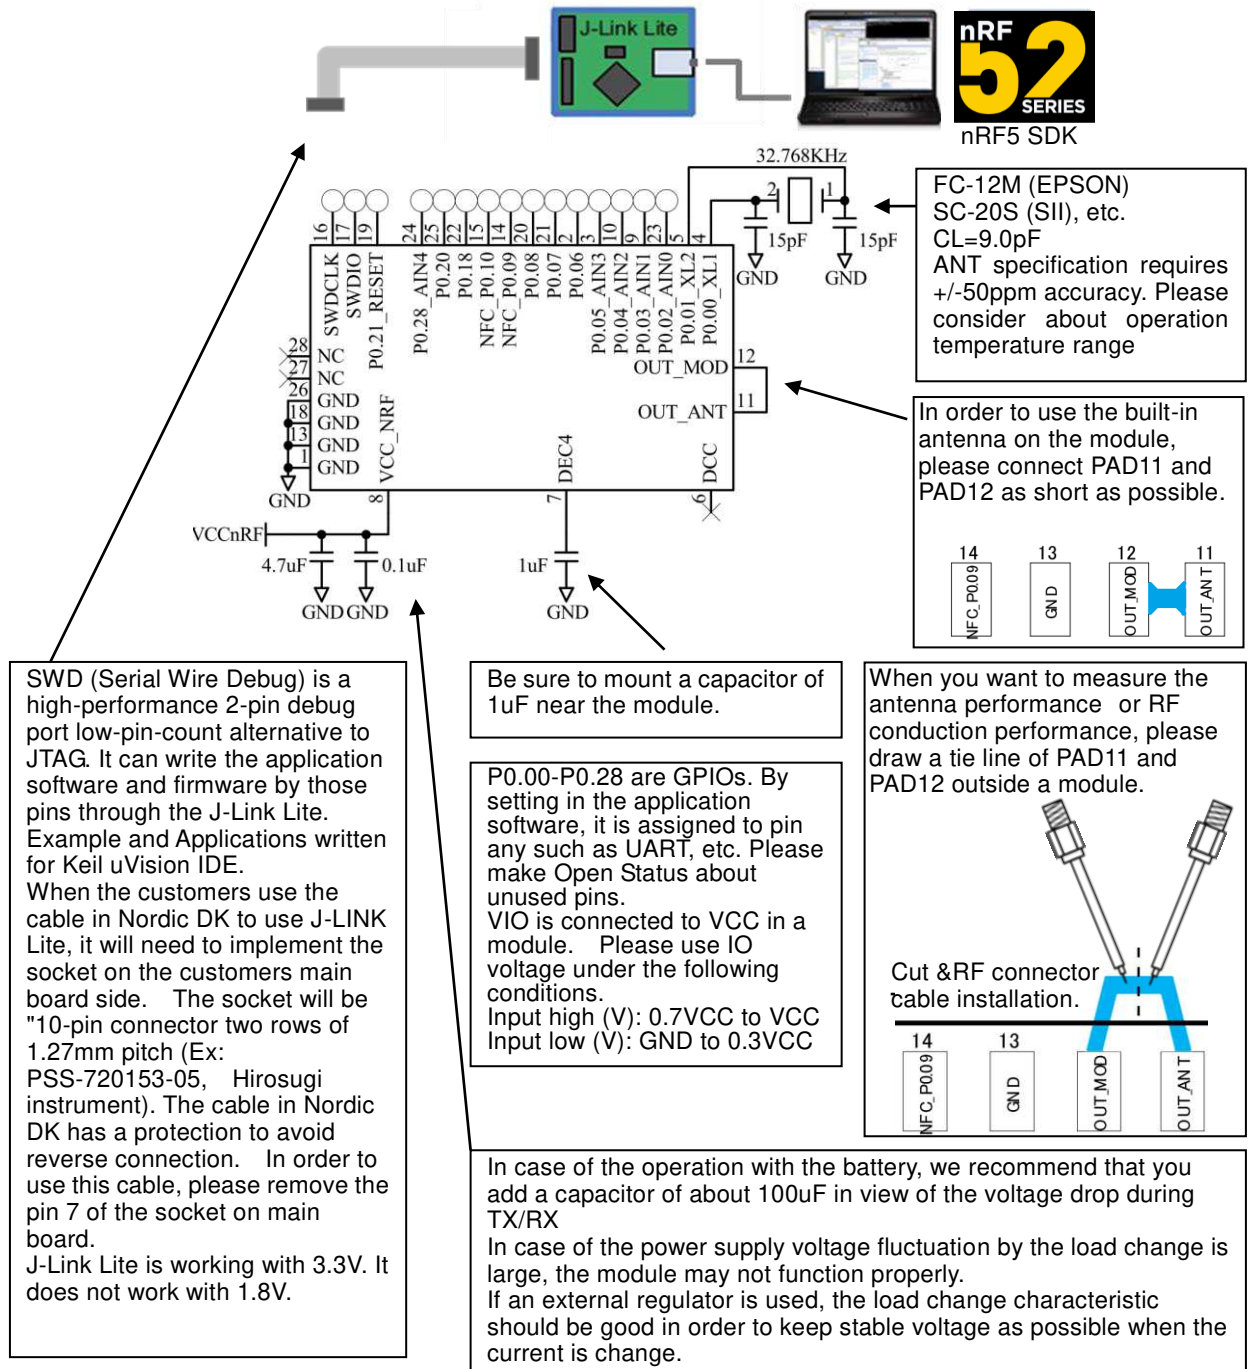 J-Link Lite
nRF
52
SERIES
nRF5 SDK
32.768KHz
2
1
15pF
15pF
GND
GND
FC-12M (EPSON)
SC-20S (SII), etc.
CL=9.0pF
ANT specification requires
+/-50ppm accuracy. Please
consider about operation
temperature range
16
17
19
24
25
22
15
14
20
21
2
3
10
9
23
5
4
SWDCLK
SWDIO
P0.21_RESET
P0.28_AIN4
P0.20
P0.18
NFC_P0.10
NFC_P0.09
P0.08
P0.07
P0.06
P0.05_AIN3
P0.04_AIN2
P0.03_AIN1
P0.02_AIN0
P0.01_XL2
P0.00_XL1
28
NC
27
NC
26
GND
18
GND
13
GND
1
GND
GND
OUT_MOD
12
OUT_ANT
11
VCC_NRF
8
DEC4
7
DCC
6
VCCnRF
4.7uF
0.1uF
GND
GND
1uF
GND
In order to use the built-in
antenna on the module,
please connect PAD11 and
PAD12 as short as possible.
14
13
12
11
NFC_P0.09
GND
OUT_MOD
OUT_ANT
SWD (Serial Wire Debug) is a
high-performance 2-pin debug
port low-pin-count alternative to
JTAG. It can write the application
software and firmware by those
pins through the J-Link Lite.
Example and Applications written
for Keil uVision IDE.
When the customers use the
cable in Nordic DK to use J-LINK
Lite, it will need to implement the
socket on the customers main
board side. The socket will be
"10-pin connector two rows of
1.27mm pitch (Ex:
PSS-720153-05, Hirosugi
instrument). The cable in Nordic
DK has a protection to avoid
reverse connection. In order to
use this cable, please remove the
pin 7 of the socket on main
board.
J-Link Lite is working with 3.3V. It
does not work with 1.8V.
Be sure to mount a capacitor of
1uF near the module.
P0.00-P0.28 are GPIOs. By
setting in the application
software, it is assigned to pin
any such as UART, etc. Please
make Open Status about
unused pins.
VIO is connected to VCC in a
module. Please use IO
voltage under the following
conditions.
Input high (V): 0.7VCC to VCC
Input low (V): GND to 0.3VCC
When you want to measure the
antenna performance or RF
conduction performance, please
draw a tie line of PAD11 and
PAD12 outside a module.
Cut &RF connector
cable installation.
14
13
NFC_P0.09
GND
OUT_MOD
OUT_ANT
In case of the operation with the battery, we recommend that you
add a capacitor of about 100uF in view of the voltage drop during
TX/RX
In case of the power supply voltage fluctuation by the load change is
large, the module may not function properly.
If an external regulator is used, the load change characteristic
should be good in order to keep stable voltage as possible when the
current is change.